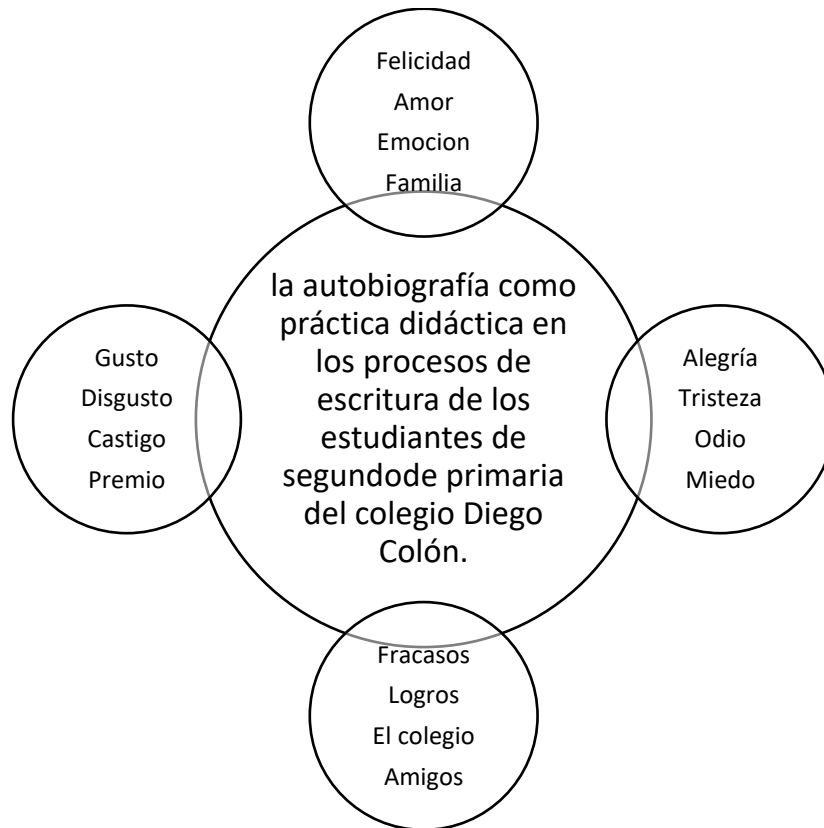 Felicidad
Amor
Emocion
Familia
la autobiografía como
práctica didáctica en
los procesos de
escritura de los
estudiantes de
segundode primaria
del colegio Diego
Colón.
Gusto
Disgusto
Castigo
Premio
Alegría
Tristeza
Odio
Miedo
Fracasos
Logros
El colegio
Amigos